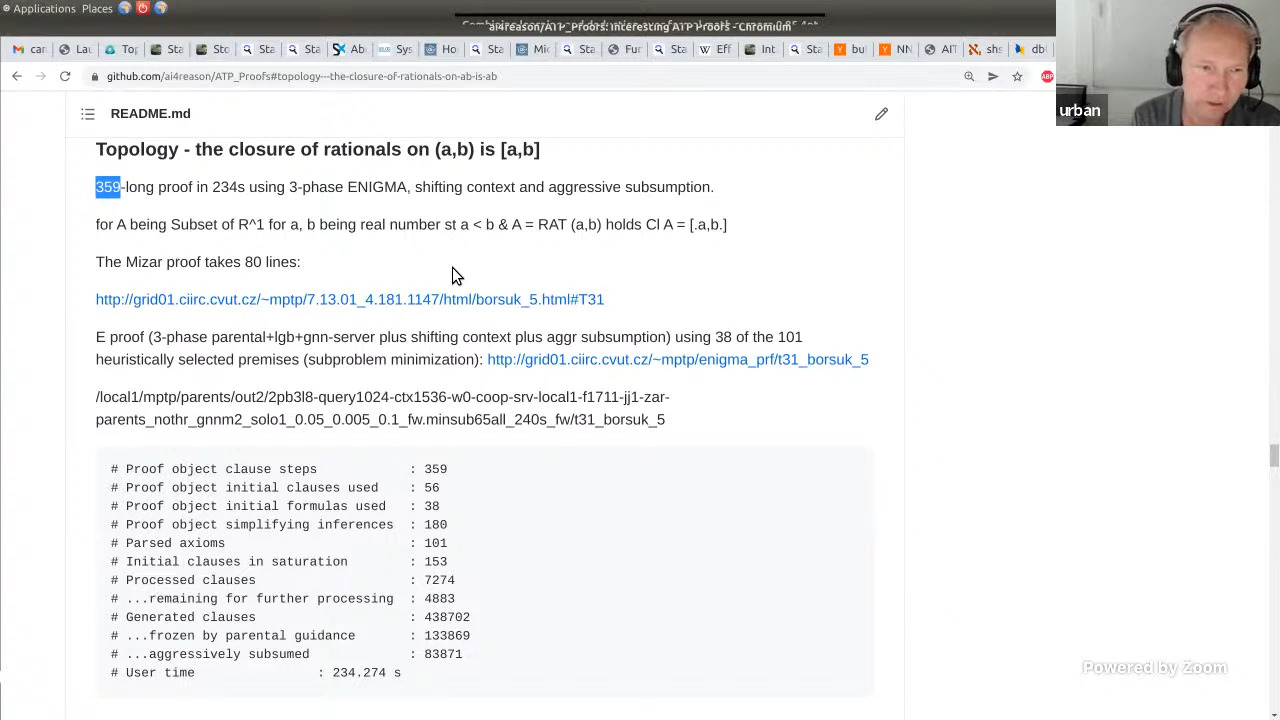 Applications Places
ai4reason/ATP_Proofs: Interesting ATP Proofs - Chromium
github.com/ai4reason/ATP_Proofs#topology---the-closure-of-rationals-on-ab-is-ab
urban
README.md
Topology - the closure of rationals on (a,b) is [a,b]
359-long proof in 234s using 3-phase ENIGMA, shifting context and aggressive subsumption.
for A being Subset of R^1 for a, b being real number st a < b & A = RAT (a,b) holds Cl A = [.a,b.]
The Mizar proof takes 80 lines:
http://grid01.ciirc.cvut.cz/~mptp/7.13.01_4.181.1147/html/borsuk_5.html#T31
E proof (3-phase parental+lgb+gnn-server plus shifting context plus aggr subsumption) using 38 of the 101
heuristically selected premises (subproblem minimization): http://grid01.ciirc.cvut.cz/~mptp/enigma_prf/t31_borsuk_5
/local1/mptp/parents/out2/2pb3l8-query1024-ctx1536-w0-coop-srv-local1-f1711-jj1-zar-
parents_nothr_gnnm2_solo1_0.05_0.005_0.1_fw.minsub65all_240s_fw/t31_borsuk_5
# Proof object clause steps : 359
# Proof object initial clauses used : 56
# Proof object initial formulas used : 38
# Proof object simplifying inferences : 180
# Parsed axioms : 101
# Initial clauses in saturation : 153
# Processed clauses : 7274
# ...remaining for further processing : 4883
# Generated clauses : 438702
# ...frozen by parental guidance : 133869
# ...aggressively subsumed : 83871
# User time : 234.274 s
Powered by Zoom